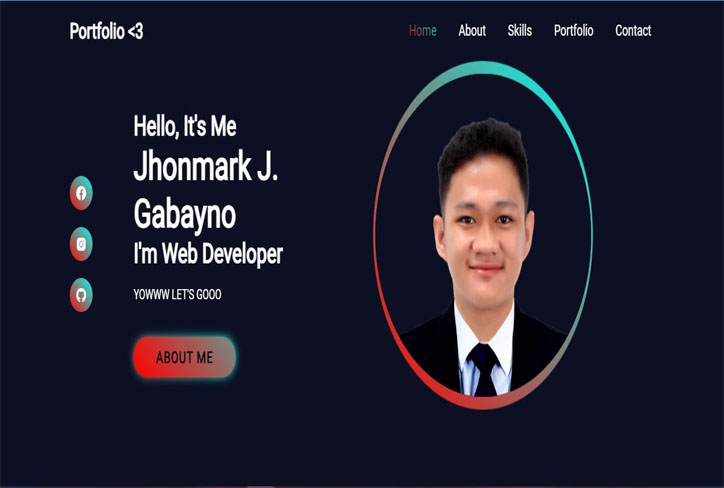 Portfolio <3
Home About Skills Portfolio Contact
Hello, It's Me
Jhonmark J.
Gabayno
I'm Web Developer
YOWWW LET'S GOOO
ABOUT ME